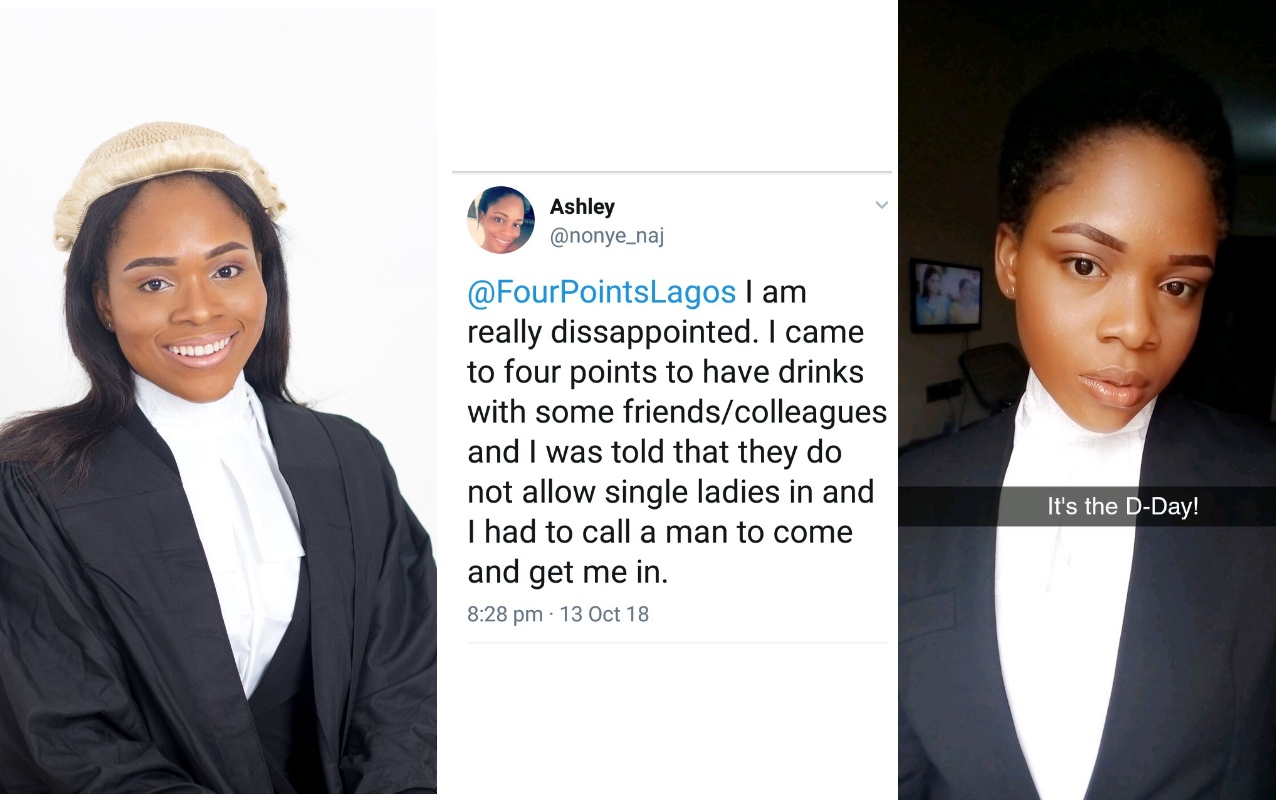 Ashley
@nonye_naj
@FourPointsLagos I am
really dissappointed. I came
to four points to have drinks
with some friends/colleagues
and I was told that they do
not allow single ladies in and
I had to call a man to come
and get me in.
8:28 pm · 13 Oct 18
It's the D-Day!